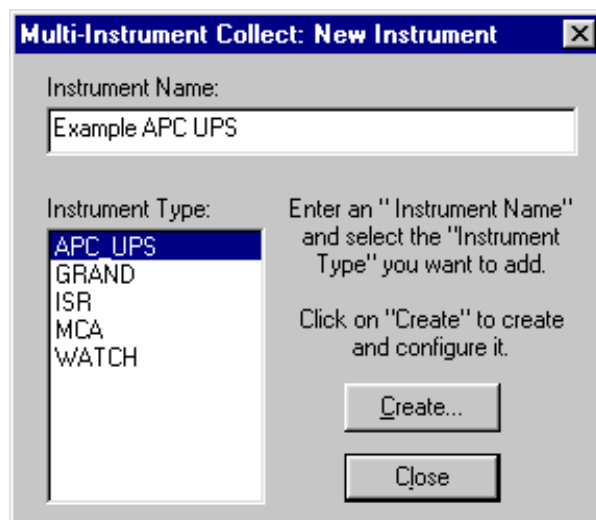 Multi-Instrument Collect: New Instrument
Instrument Name:
Example APC UPS
Instrument Type:
APC_UPS
GRAND
ISR
MCA
WATCH
Enter an " Instrument Name"
and select the "Instrument
Type" you want to add.
Click on "Create" to create
and configure it.
Create...
Close